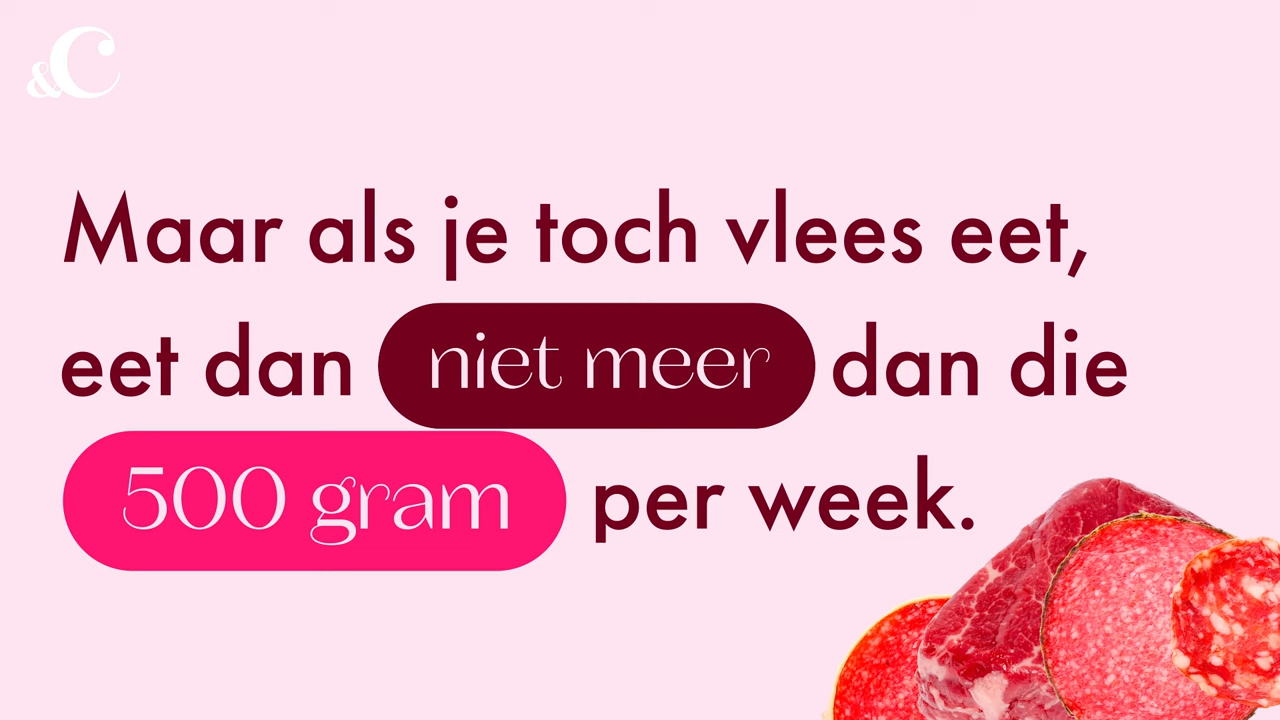 &C
Maar als je toch vlees eet,
eet dan niet meer dan die
500 gram per week.